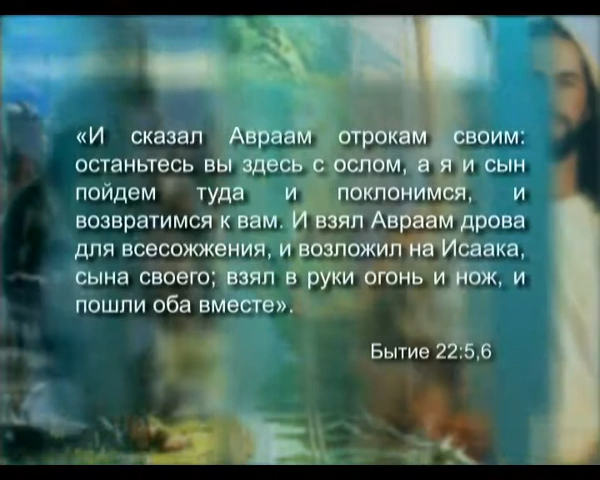 «И сказал Авраам отрокам своим:
останьтесь вы здесь с ослом, а я и сын
пойдем туда и поклонимся, и
возвратимся к вам. И взял Авраам дрова
для всесожжения, и возложил на Исаака,
сына своего; взял в руки огонь и нож, и
пошли оба вместе».
Бытие 22:5,6